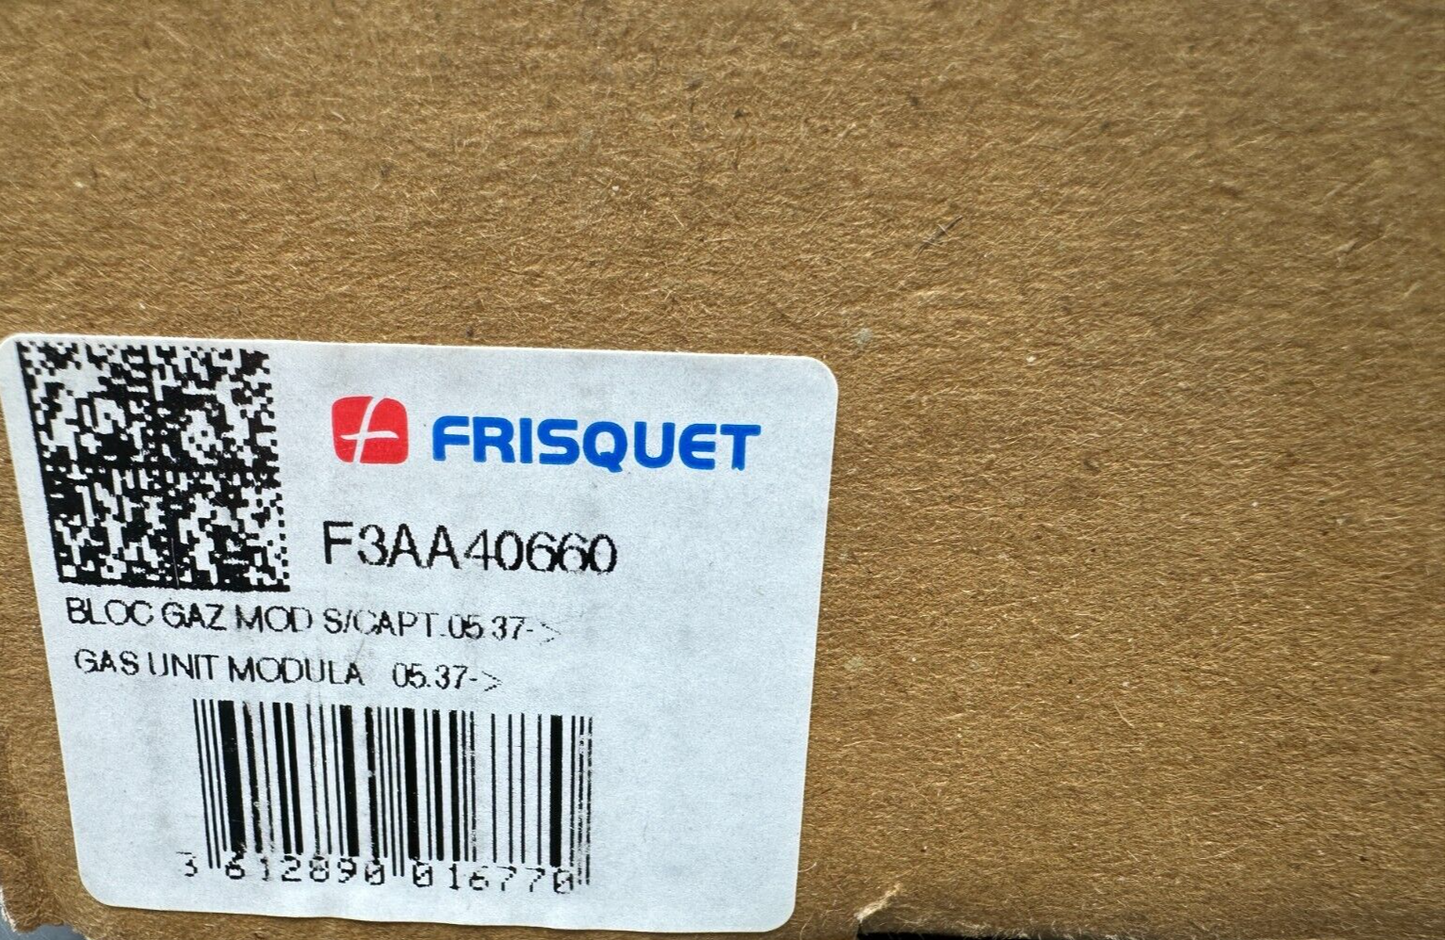 FRISQUET
F3AA40660
BLOC GAZ MOD S/CAPT.05.37->
GAS UNIT MODULA 05.37->
3 612890 016770